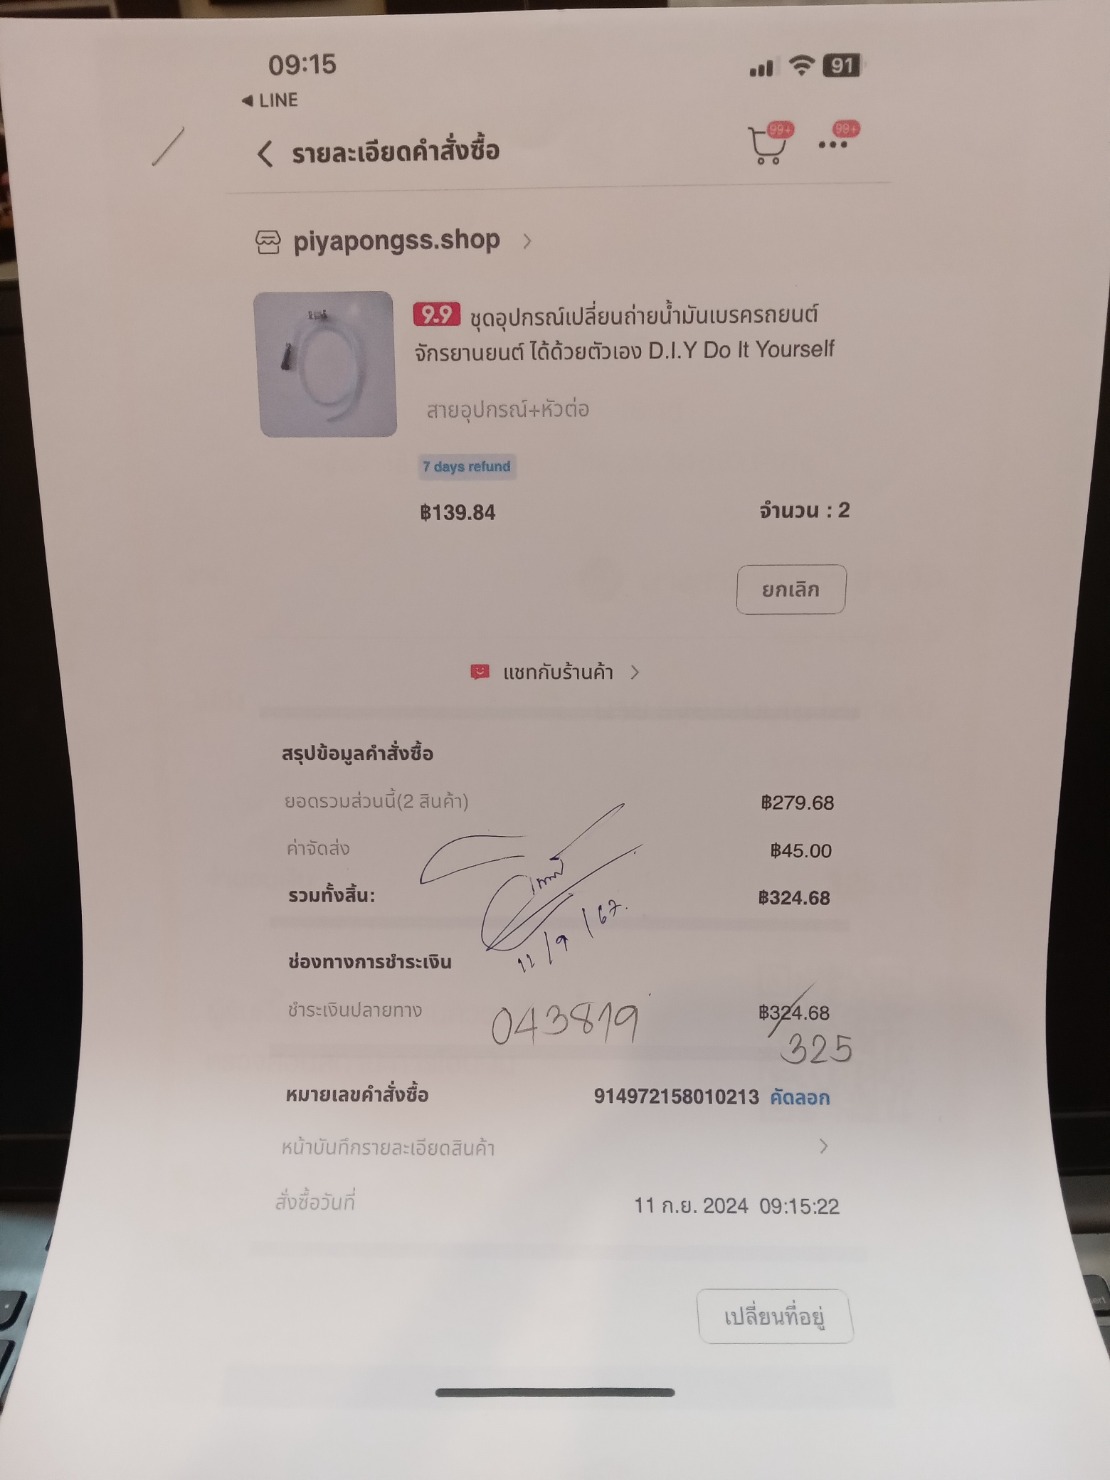 09:15
91
◀ LINE
รายละเอียดคำสั่งซื้อ
99+
99+
piyapongss.shop
9.9 ชุดอุปกรณ์เปลี่ยนถ่ายน้ำมันเบรครถยนต์
จักรยานยนต์ ได้ด้วยตัวเอง D.I.Y Do It Yourself
สายอุปกรณ์+หัวต่อ
7 days refund
฿139.84 จำนวน : 2
ยกเลิก
แชทกับร้านค้า
สรุปข้อมูลคำสั่งซื้อ
ยอดรวมส่วนนี้(2 สินค้า) ฿279.68
ค่าจัดส่ง ฿45.00
รวมทั้งสิ้น: ฿324.68
11/9/67.
ช่องทางการชำระเงิน
ชำระเงินปลายทาง 043819 ฿324.68
325
หมายเลขคำสั่งซื้อ 914972158010213 คัดลอก
หน้าบันทึกรายละเอียดสินค้า
สั่งซื้อวันที่ 11 ก.ย. 2024 09:15:22
เปลี่ยนที่อยู่